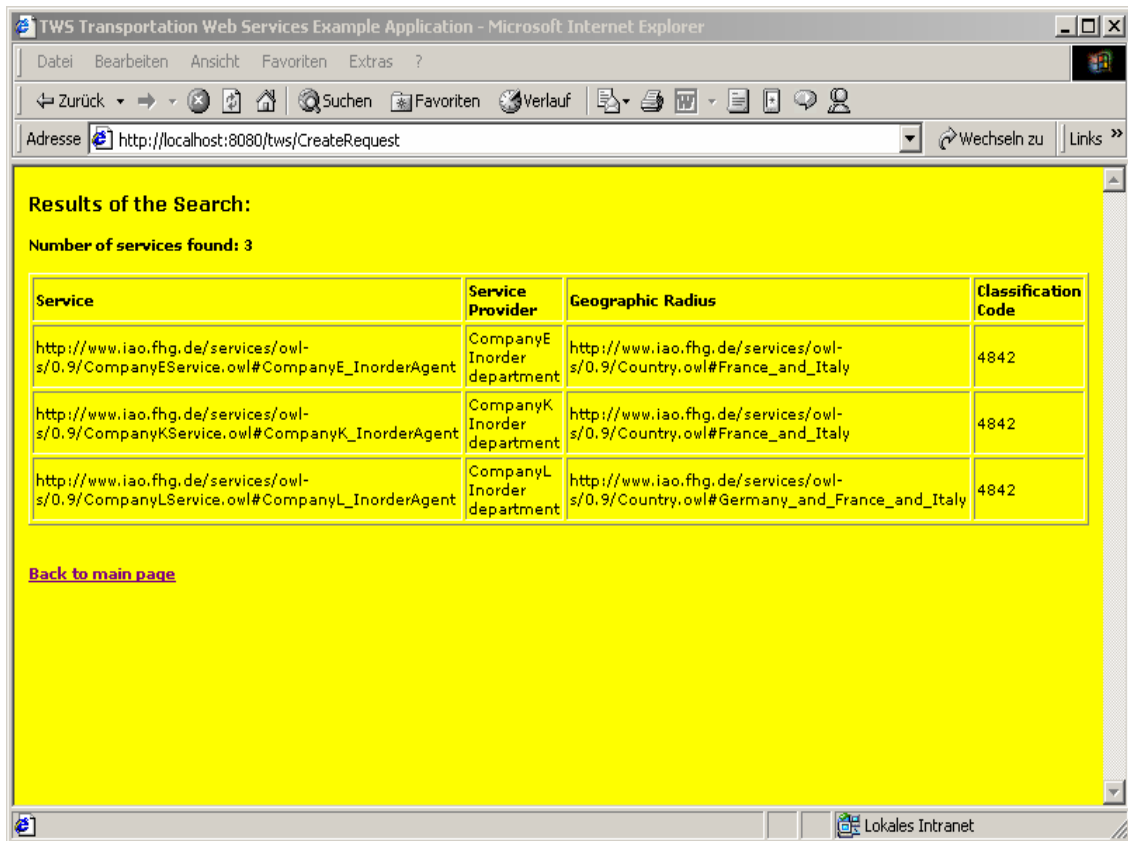 TWS Transportation Web Services Example Application - Microsoft Internet Explorer
Datei Bearbeiten Ansicht Favoriten Extras ?
Zurück Suchen Favoriten Verlauf
Adresse http://localhost:8080/tws/CreateRequest Wechseln zu Links »
Results of the Search:
Number of services found: 3
Service
Service
Provider
Geographic Radius
Classification
Code
http://www.iao.fhg.de/services/owl-
s/0.9/CompanyEService.owl#CompanyE_InorderAgent
CompanyE
Inorder
department
http://www.iao.fhg.de/services/owl-
s/0.9/Country.owl#France_and_Italy
4842
http://www.iao.fhg.de/services/owl-
s/0.9/CompanyKService.owl#CompanyK_InorderAgent
CompanyK
Inorder
department
http://www.iao.fhg.de/services/owl-
s/0.9/Country.owl#France_and_Italy
4842
http://www.iao.fhg.de/services/owl-
s/0.9/CompanyLService.owl#CompanyL_InorderAgent
CompanyL
Inorder
department
http://www.iao.fhg.de/services/owl-
s/0.9/Country.owl#Germany_and_France_and_Italy
4842
Back to main page
Lokales Intranet